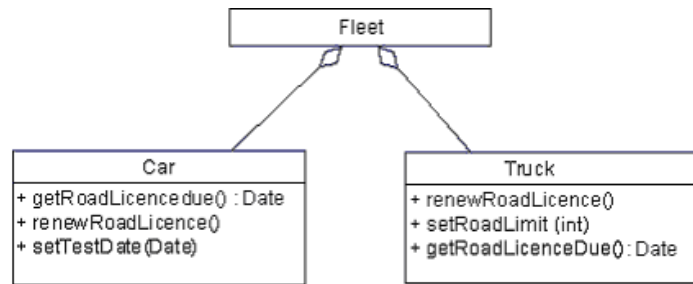 Fleet
Car
+ getRoadLicencedue() : Date
+ renewRoadLicence()
+ setTestDate(Date)
Truck
+ renewRoadLicence()
+ setRoadLimit (int)
+ getRoadLicenceDue() : Date